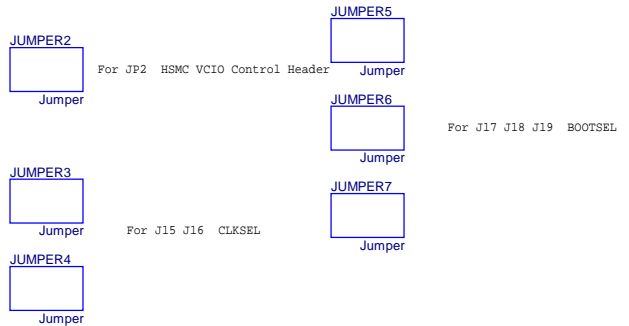 JUMPER2
Jumper
For JP2 HSMC VCIO Control Header
JUMPER3
Jumper
For J15 J16 CLKSEL
JUMPER4
Jumper
JUMPER5
Jumper
JUMPER6
Jumper
For J17 J18 J19 BOOTSEL
JUMPER7
Jumper